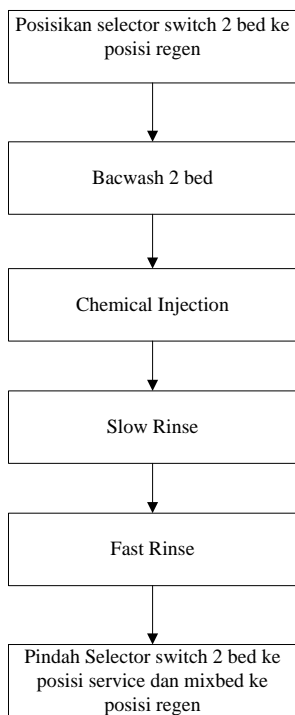 Posisikan selector switch 2 bed ke
posisi regen
Bacwash 2 bed
Chemical Injection
Slow Rinse
Fast Rinse
Pindah Selector switch 2 bed ke
posisi service dan mixbed ke
posisi regen